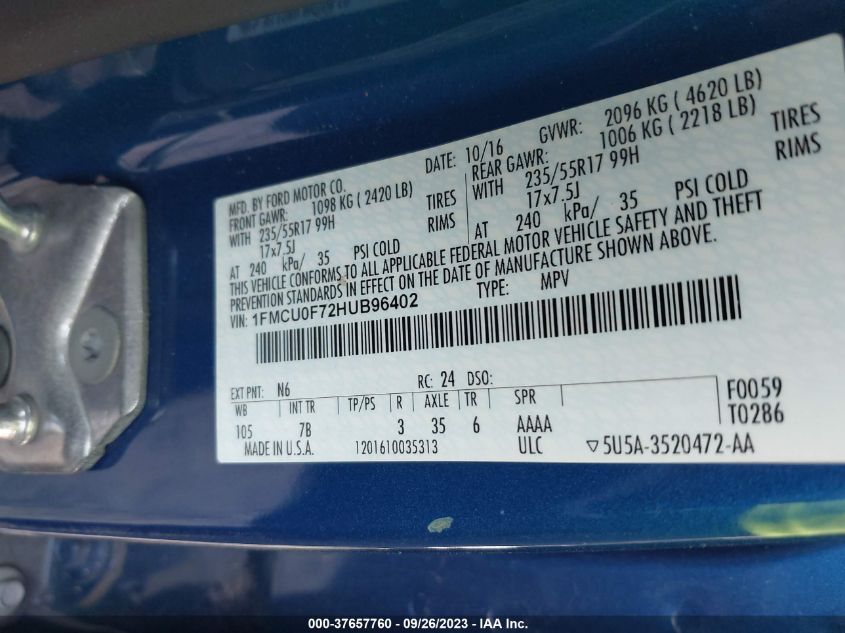 MFD. BY FORD MOTOR CO.
DATE: 10/16 GVWR: 2096 KG ( 4620 LB)
FRONT GAWR: 1098 KG ( 2420 LB)
REAR GAWR: 1006 KG ( 2218 LB)
WITH 235/55R17 99H TIRES
WITH 235/55R17 99H TIRES
17x7.5J RIMS
17x7.5J RIMS
AT 240 kPa/ 35 PSI COLD
AT 240 kPa/ 35 PSI COLD
THIS VEHICLE CONFORMS TO ALL APPLICABLE FEDERAL MOTOR VEHICLE SAFETY AND THEFT
PREVENTION STANDARDS IN EFFECT ON THE DATE OF MANUFACTURE SHOWN ABOVE.
VIN: 1FMCU0F72HUB96402 TYPE: MPV
EXT PNT: N6 RC: 24 DSO:
WB INT TR TP/PS R AXLE TR SPR
105 7B 3 35 6 AAAA
F0059
T0286
MADE IN U.S.A. 1201610035313 ULC ▽5U5A-3520472-AA
000-37657760 - 09/26/2023 - IAA Inc.